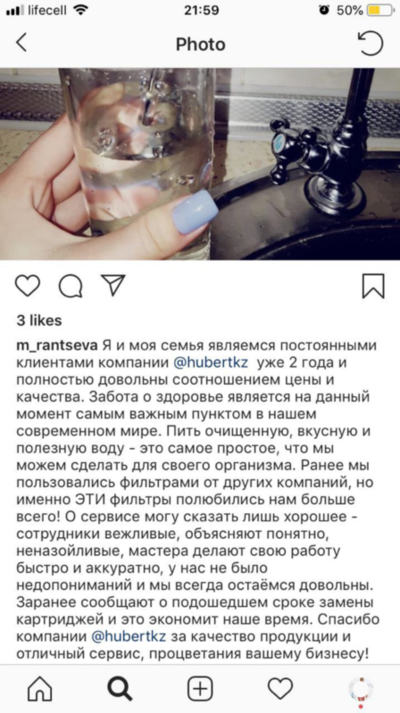 lifecell
21:59
50%
Photo
3 likes
m_rantseva Я и моя семья являемся постоянными
клиентами компании @hubertkz уже 2 года и
полностью довольны соотношением цены и
качества. Забота о здоровье является на данный
момент самым важным пунктом в нашем
современном мире. Пить очищенную, вкусную и
полезную воду - это самое простое, что мы
можем сделать для своего организма. Ранее мы
пользовались фильтрами от других компаний, но
именно ЭТИ фильтры полюбились нам больше
всего! О сервисе могу сказать лишь хорошее -
сотрудники вежливые, объясняют понятно,
неназойливые, мастера делают свою работу
быстро и аккуратно, у нас не было
недопониманий и мы всегда остаёмся довольны.
Заранее сообщают о подошедшем сроке замены
картриджей и это экономит наше время. Спасибо
компании @hubertkz за качество продукции и
отличный сервис, процветания вашему бизнесу!